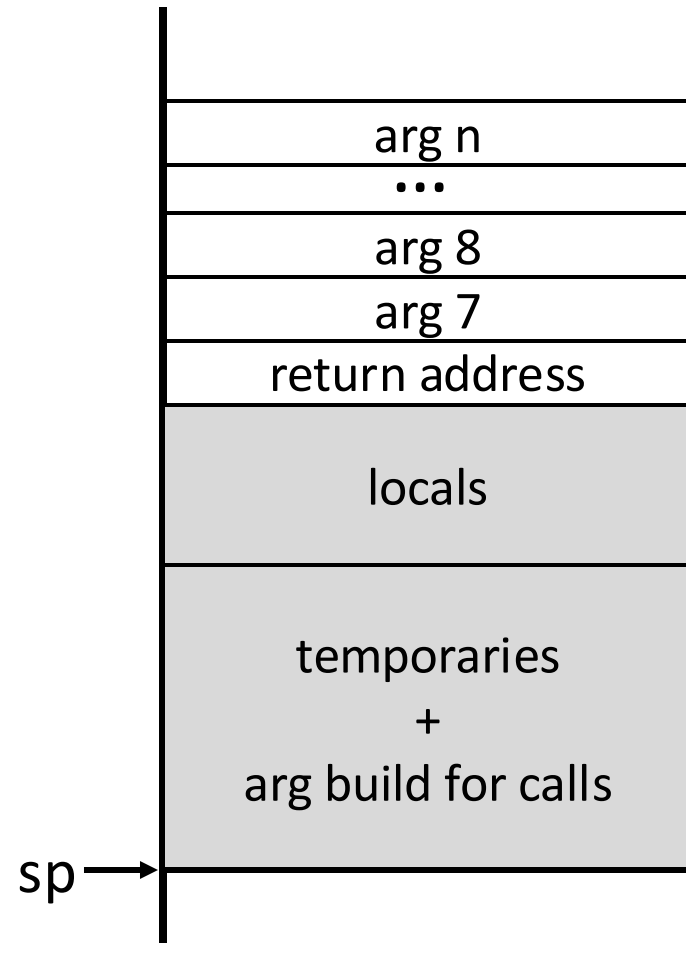 arg n
...
arg 8
arg 7
return address
locals
temporaries
+
arg build for calls
sp